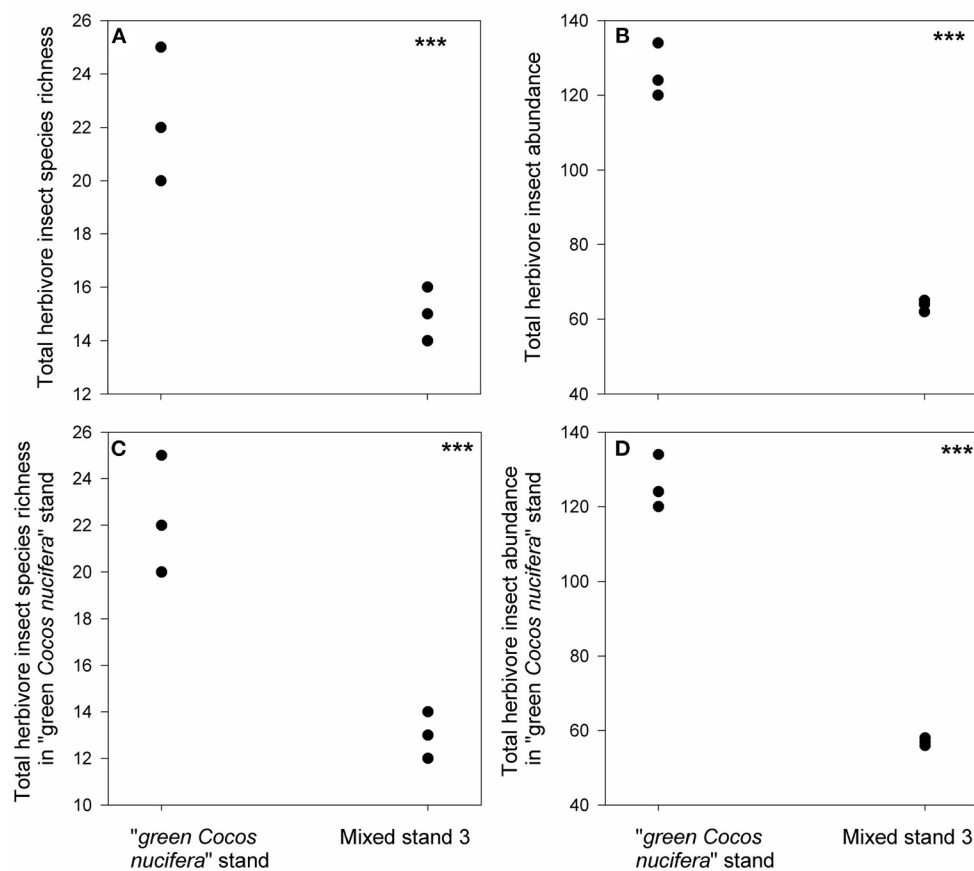 Total herbivore insect species richness
26
24
22
20
18
16
14
12
A
***
Total herbivore insect abundance
140
120
100
80
60
40
B
***
Total herbivore insect species richness
in "green Cocos nucifera" stand
26
24
22
20
18
16
14
12
10
C
***
"green Cocos
nucifera" stand
Mixed stand 3
Total herbivore insect abundance
in "green Cocos nucifera" stand
140
120
100
80
60
40
D
***
"green Cocos
nucifera" stand
Mixed stand 3